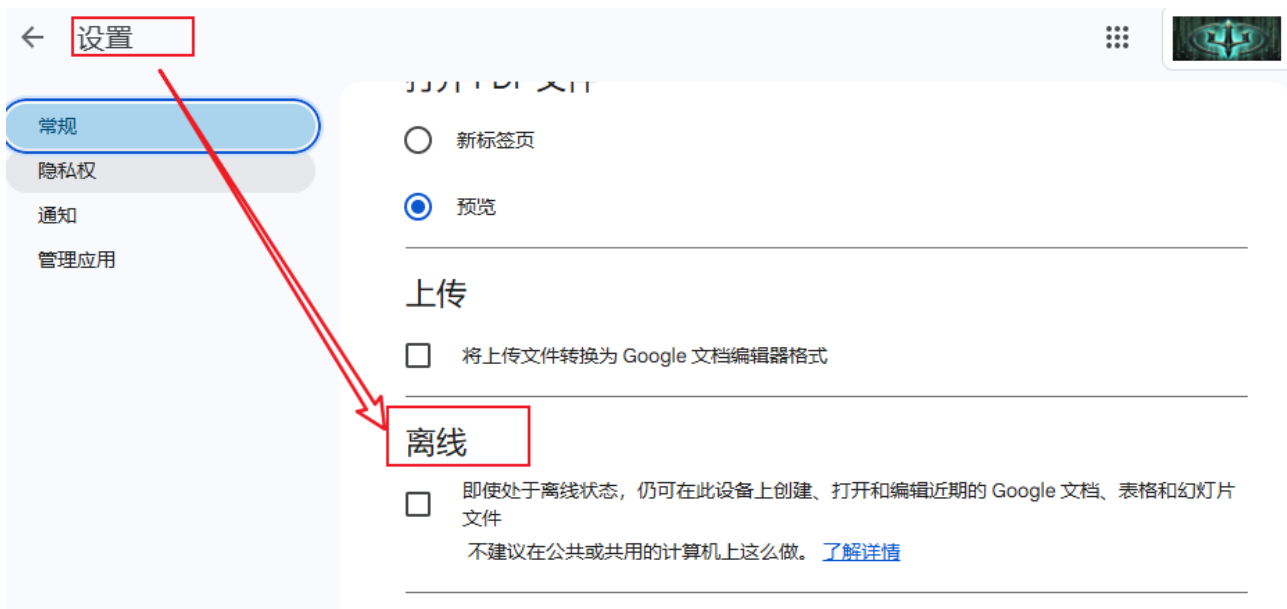 设置
常规
隐私权
通知
管理应用
打开 PDF 文件
新标签页
预览
上传
将上传文件转换为 Google 文档编辑器格式
离线
即使处于离线状态，仍可在此设备上创建、打开和编辑近期的 Google 文档、表格和幻灯片
文件
不建议在公共或共用的计算机上这么做。 了解详情